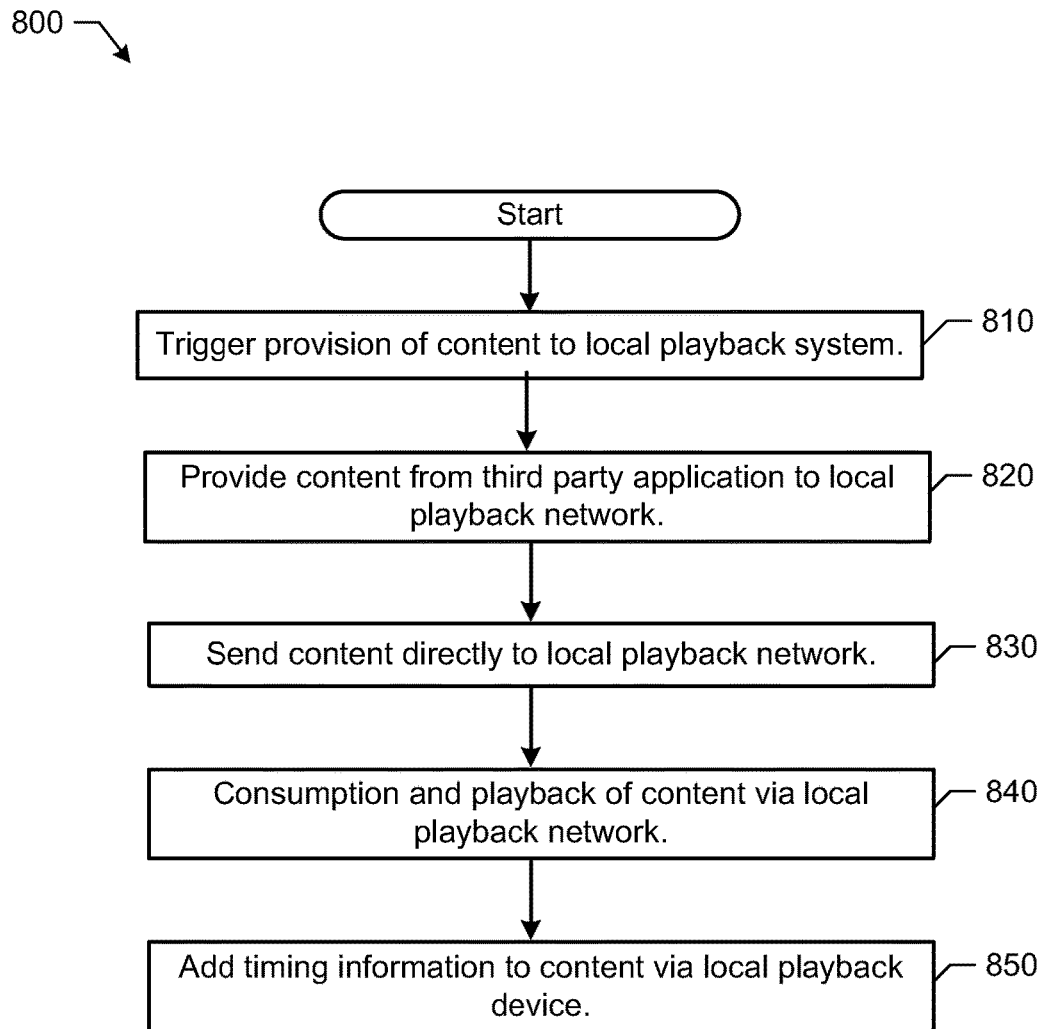 800
Start
Trigger provision of content to local playback system.
810
Provide content from third party application to local
playback network.
820
Send content directly to local playback network.
830
Consumption and playback of content via local
playback network.
840
Add timing information to content via local playback
device.
850